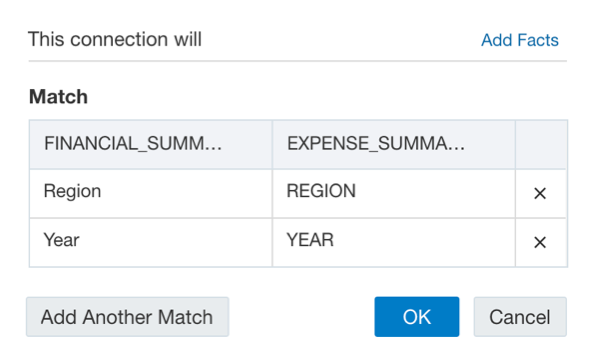 This connection will Add Facts
Match
FINANCIAL_SUMM... EXPENSE_SUMMA...
Region REGION ×
Year YEAR ×
Add Another Match OK Cancel